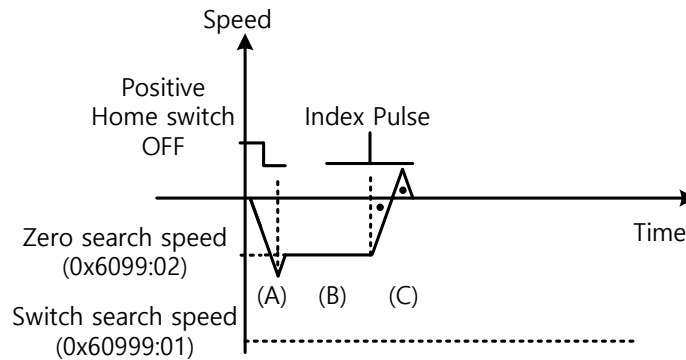 Speed
Positive
Home switch
OFF
Index Pulse
Time
Zero search speed
(0x6099:02)
(A)
(B)
(C)
Switch search speed
(0x60999:01)